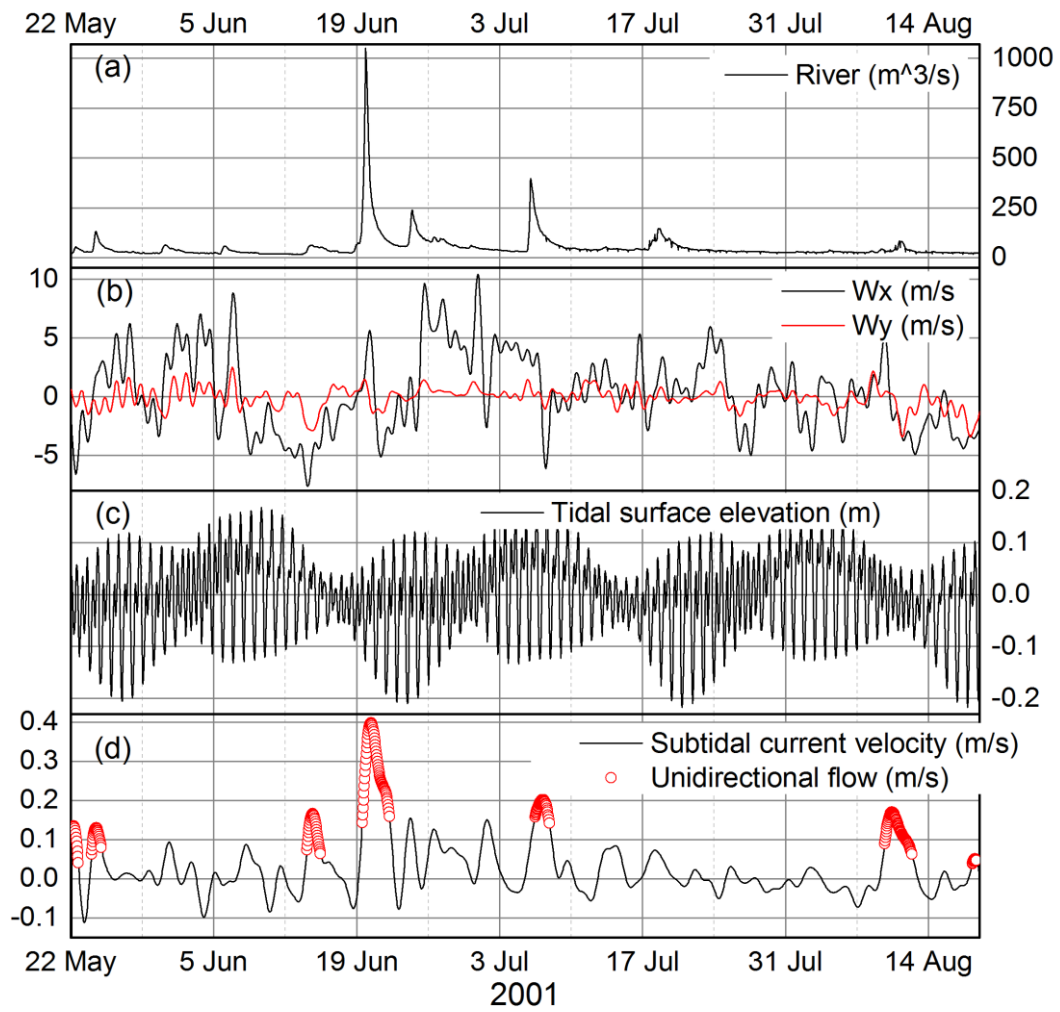 22 May 5 Jun 19 Jun 3 Jul 17 Jul 31 Jul 14 Aug
(a)
River (m^3/s)
1000
750
500
250
0
(b)
Wx (m/s
Wy (m/s)
10
5
0
-5
(c)
Tidal surface elevation (m)
0.2
0.1
0.0
-0.1
-0.2
(d)
Subtidal current velocity (m/s)
Unidirectional flow (m/s)
0.4
0.3
0.2
0.1
0.0
-0.1
22 May 5 Jun 19 Jun 3 Jul 17 Jul 31 Jul 14 Aug
2001